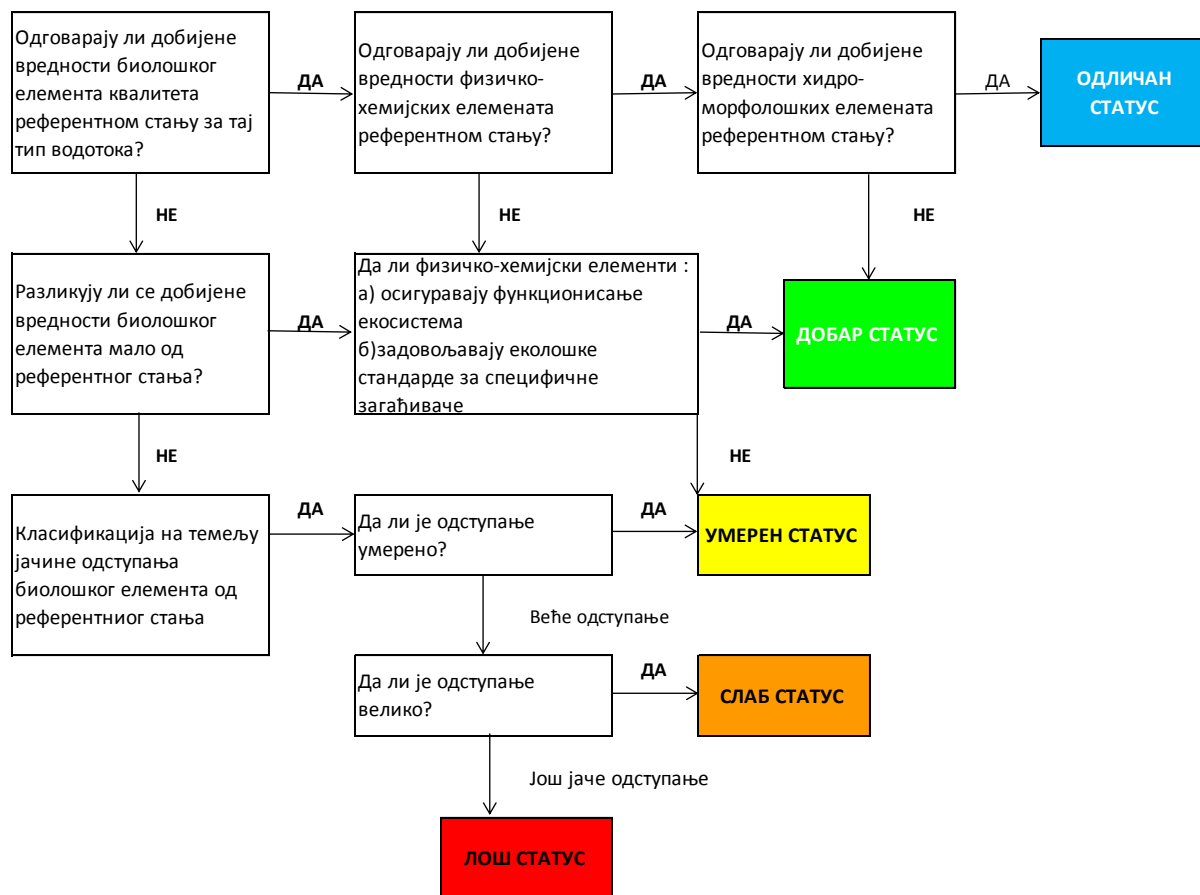 Одговарају ли добијене
вредности биолошког
елемента квалитета
референтном стању за тај
тип водотока?
ДА
Одговарају ли добијене
вредности физичко-
хемијских елемената
референтном стању?
ДА
Одговарају ли добијене
вредности хидро-
морфолошких елемената
референтном стању?
ДА
ОДЛИЧАН
СТАТУС
НЕ
НЕ
НЕ
Разликују ли се добијене
вредности биолошког
елемента мало од
референтног стања?
ДА
Да ли физичко-хемијски елементи :
а) осигуравају функционисање
екосистема
б)задовољавају еколошке
стандарде за специфичне
загађиваче
ДА
ДОБАР СТАТУС
НЕ
НЕ
Класификација на темељу
јачине одступања
биолошког елемента од
референтниог стања
ДА
Да ли је одступање
умерено?
ДА
УМЕРЕН СТАТУС
Веће одступање
Да ли је одступање
велико?
ДА
СЛАБ СТАТУС
Још јаче одступање
ЛОШ СТАТУС